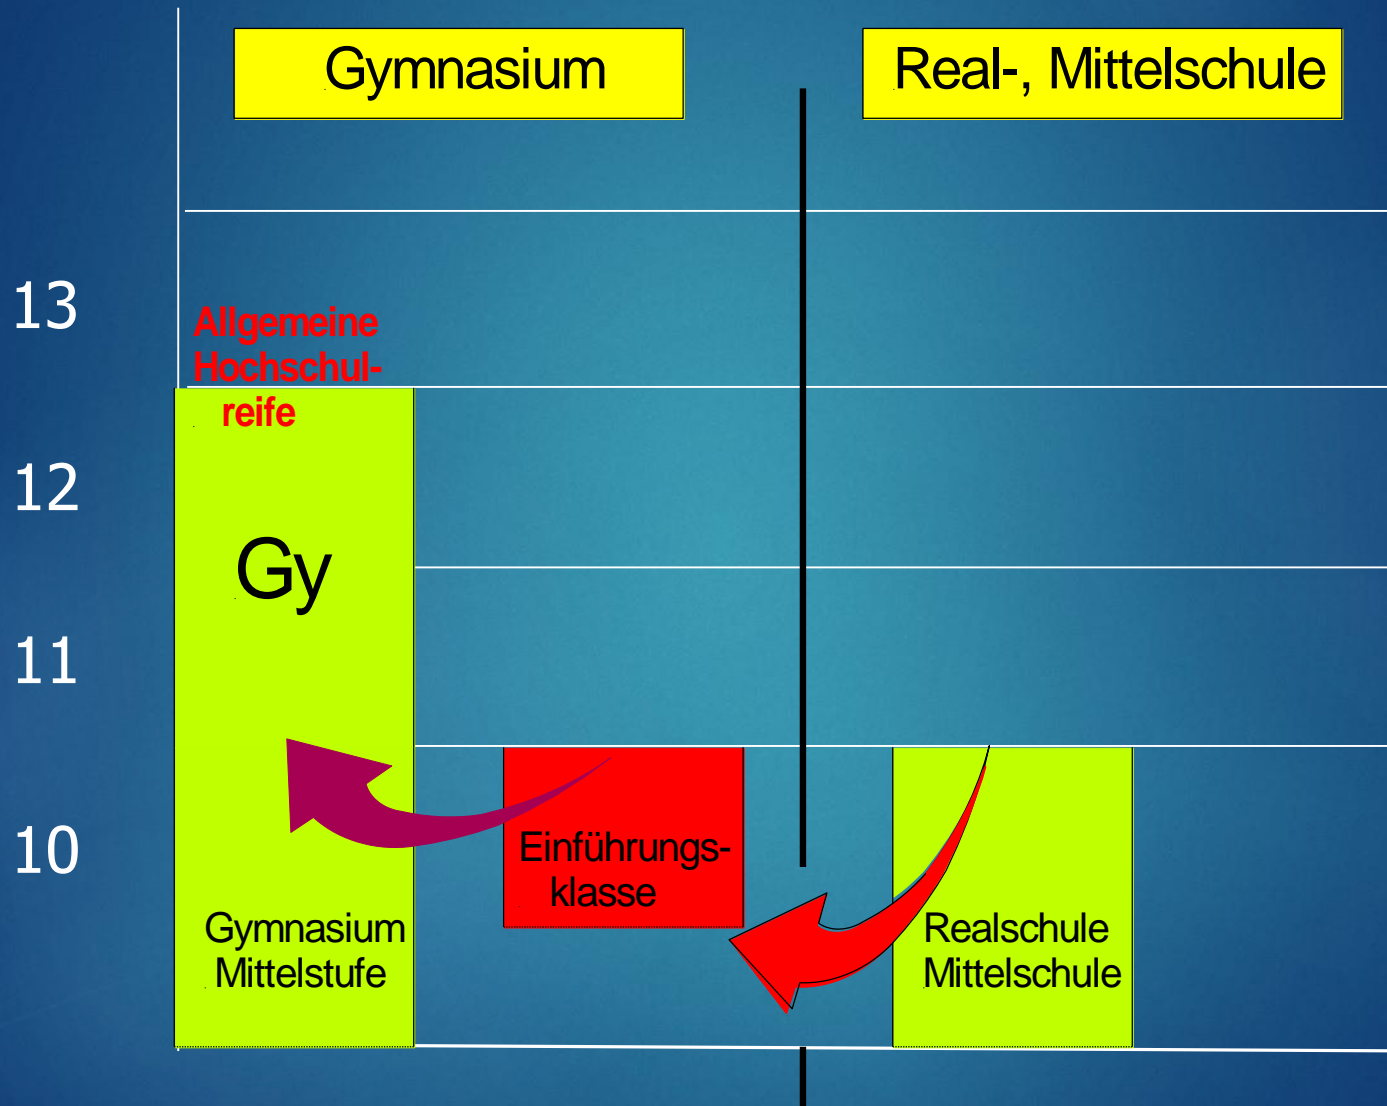 Gymnasium
Real-, Mittelschule
13
Allgemeine
Hochschul-
reife
12
Gy
11
10
Einführungs-
klasse
Gymnasium
Mittelstufe
Realschule
Mittelschule